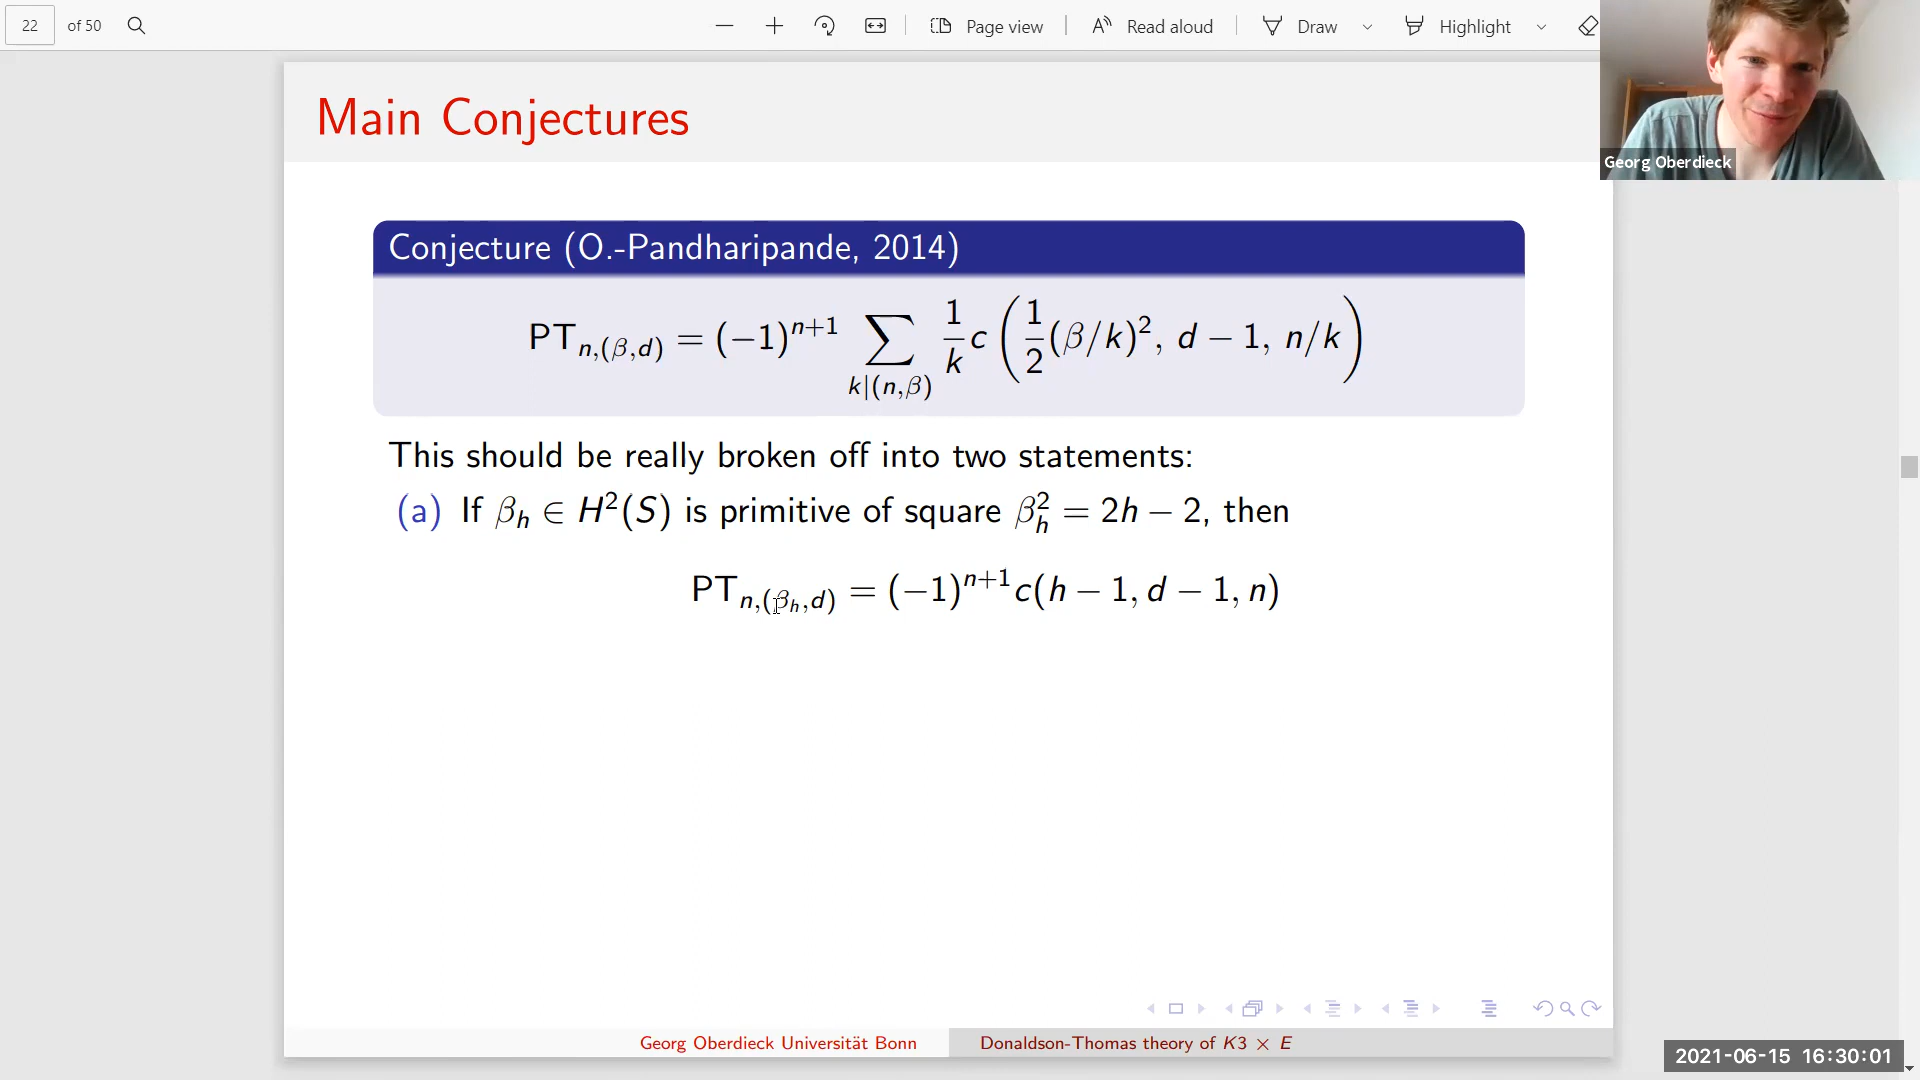 22 of 50 Page view Read aloud Draw Highlight
Georg Oberdieck
Main Conjectures
Conjecture (O.-Pandharipande, 2014)
PT_{n,(β,d)} = (−1)^{n+1} ∑_{k|(n,β)} 1/k c (1/2 (β/k)^2, d − 1, n/k)
This should be really broken off into two statements:
(a) If β_h ∈ H^2(S) is primitive of square β_h^2 = 2h − 2, then
PT_{n,(β_h,d)} = (−1)^{n+1} c(h − 1, d − 1, n)
Georg Oberdieck Universität Bonn Donaldson-Thomas theory of K3 × E
2021-06-15 16:30:01